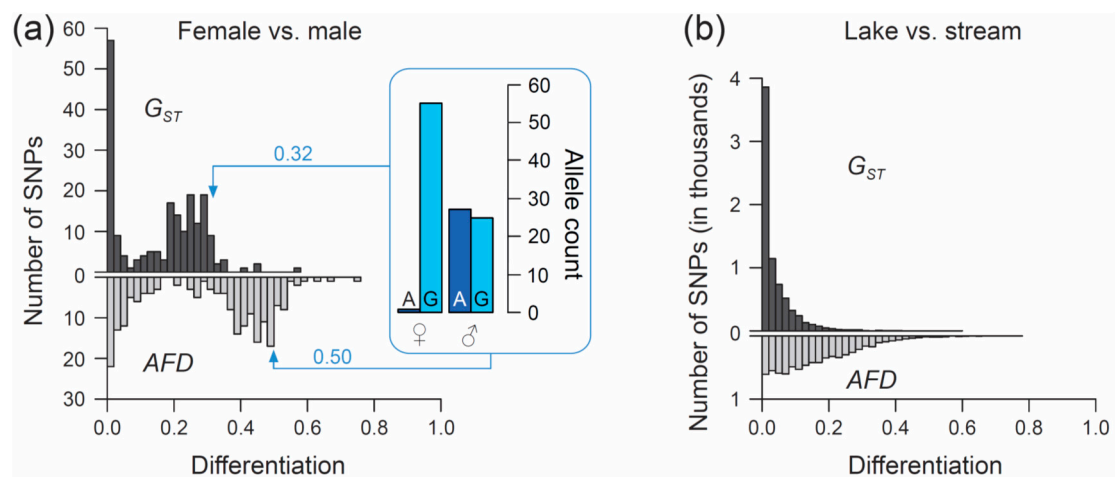 (a) Female vs. male
60
50
40
30
20
10
0
10
20
30
Number of SNPs
G_ST
AFD
0.32
0.50
60
50
40
30
20
10
0
Allele count
A G A G
♀ ♂
0.0 0.2 0.4 0.6 0.8 1.0
Differentiation
(b) Lake vs. stream
4
3
2
1
0
1
Number of SNPs (in thousands)
G_ST
AFD
0.0 0.2 0.4 0.6 0.8 1.0
Differentiation